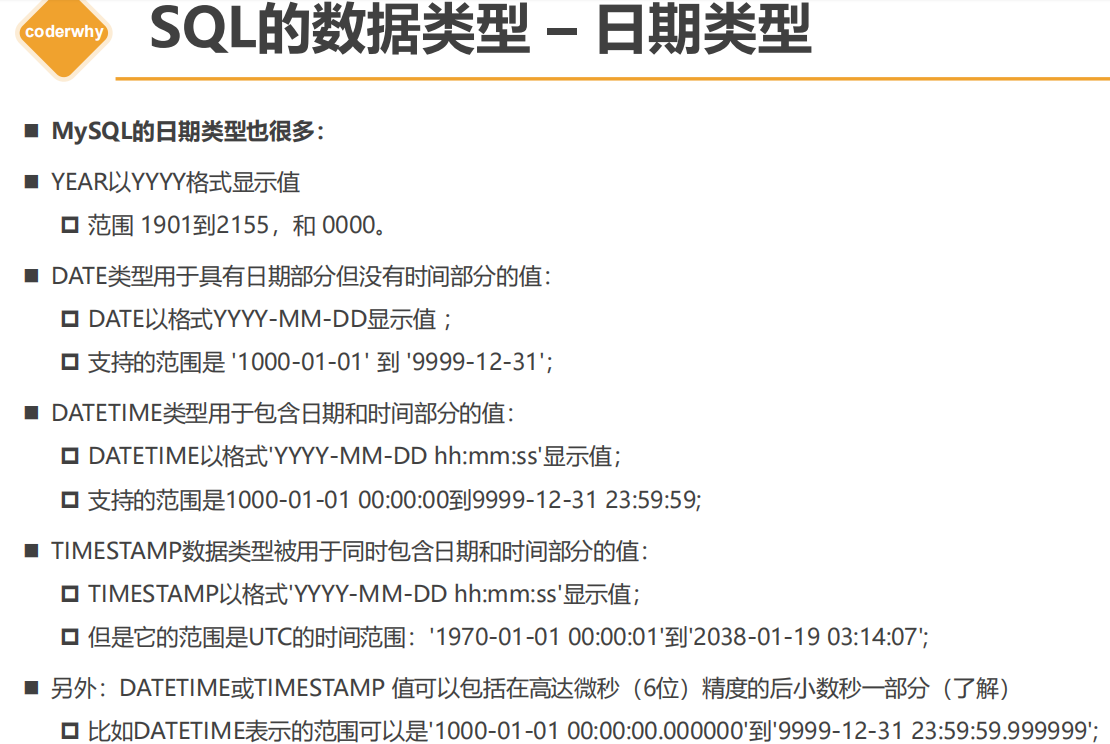 coderwhy
SQL的数据类型 – 日期类型
MySQL的日期类型也很多：
YEAR以YYYY格式显示值
范围 1901到2155，和 0000。
DATE类型用于具有日期部分但没有时间部分的值：
DATE以格式YYYY-MM-DD显示值 ；
支持的范围是 '1000-01-01' 到 '9999-12-31'；
DATETIME类型用于包含日期和时间部分的值：
DATETIME以格式'YYYY-MM-DD hh:mm:ss'显示值；
支持的范围是1000-01-01 00:00:00到9999-12-31 23:59:59;
TIMESTAMP数据类型被用于同时包含日期和时间部分的值：
TIMESTAMP以格式'YYYY-MM-DD hh:mm:ss'显示值；
但是它的范围是UTC的时间范围：'1970-01-01 00:00:01'到'2038-01-19 03:14:07';
另外：DATETIME或TIMESTAMP 值可以包括在高达微秒（6位）精度的后小数秒一部分（了解）
比如DATETIME表示的范围可以是'1000-01-01 00:00:00.000000'到'9999-12-31 23:59:59.999999';